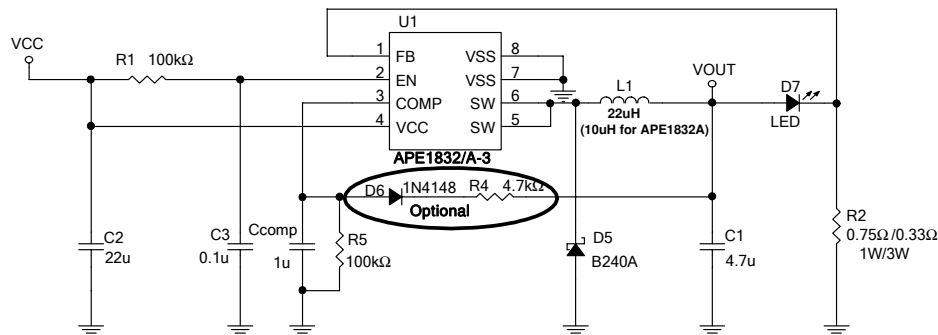 U1
VCC
R1 100kΩ
1 FB VSS 8
2 EN VSS 7
3 COMP SW 6
4 VCC SW 5
APE1832/A-3
L1
22uH
(10uH for APE1832A)
VOUT
D7
LED
D6 1N4148 R4 4.7kΩ
Optional
C2
22u
C3
0.1u
Ccomp
1u
R5
100kΩ
D5
B240A
C1
4.7u
R2
0.75Ω/0.33Ω
1W/3W